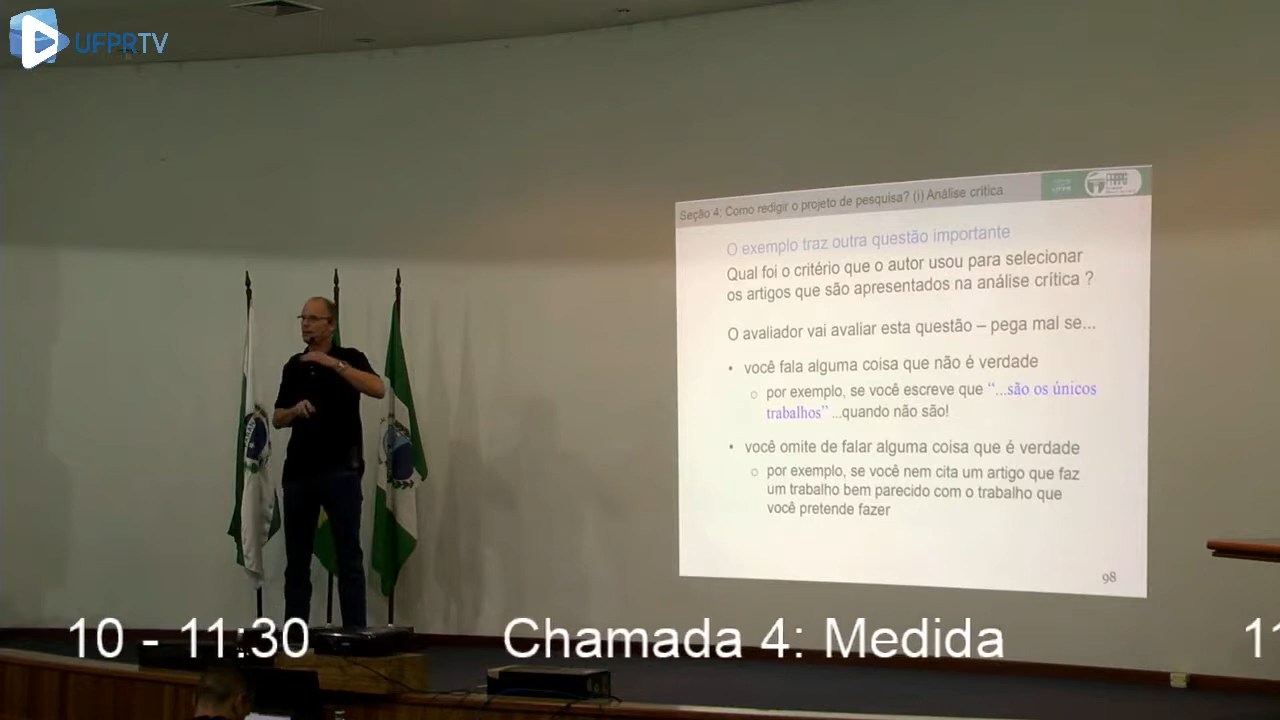 UFPRTV
Seção 4: Como redigir o projeto de pesquisa? (i) Análise crítica
UFPR
PRPPG
O exemplo traz outra questão importante
Qual foi o critério que o autor usou para selecionar
os artigos que são apresentados na análise crítica ?
O avaliador vai avaliar esta questão – pega mal se...
• você fala alguma coisa que não é verdade
○ por exemplo, se você escreve que “...são os únicos
trabalhos” ...quando não são!
• você omite de falar alguma coisa que é verdade
○ por exemplo, se você nem cita um artigo que faz
um trabalho bem parecido com o trabalho que
você pretende fazer
98
10 - 11:30 Chamada 4: Medida 11